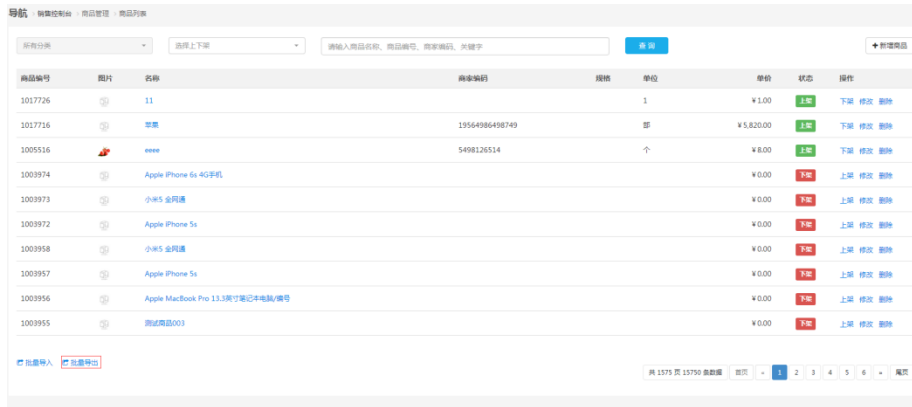 导航 > 销售控制台 > 商品管理 > 商品列表
所有分类 选择上下架 请输入商品名称、商品编号、商家编码、关键字 查 询 +新增商品
商品编号 图片 名称 商家编码 规格 单位 单价 状态 操作
1017726 11 1 ¥1.00 上架 下架 修改 删除
1017716 苹果 19564986498749 部 ¥5,820.00 上架 下架 修改 删除
1005516 eeee 5498126514 个 ¥8.00 上架 下架 修改 删除
1003974 Apple iPhone 6s 4G手机 ¥0.00 下架 上架 修改 删除
1003973 小米5 全网通 ¥0.00 下架 上架 修改 删除
1003972 Apple iPhone 5s ¥0.00 下架 上架 修改 删除
1003958 小米5 全网通 ¥0.00 下架 上架 修改 删除
1003957 Apple iPhone 5s ¥0.00 下架 上架 修改 删除
1003956 Apple MacBook Pro 13.3英寸笔记本电脑/编号 ¥0.00 下架 上架 修改 删除
1003955 测试商品003 ¥0.00 下架 上架 修改 删除
批量导入 批量导出
共 1575 页 15750 条数据 首页 « 1 2 3 4 5 6 » 尾页